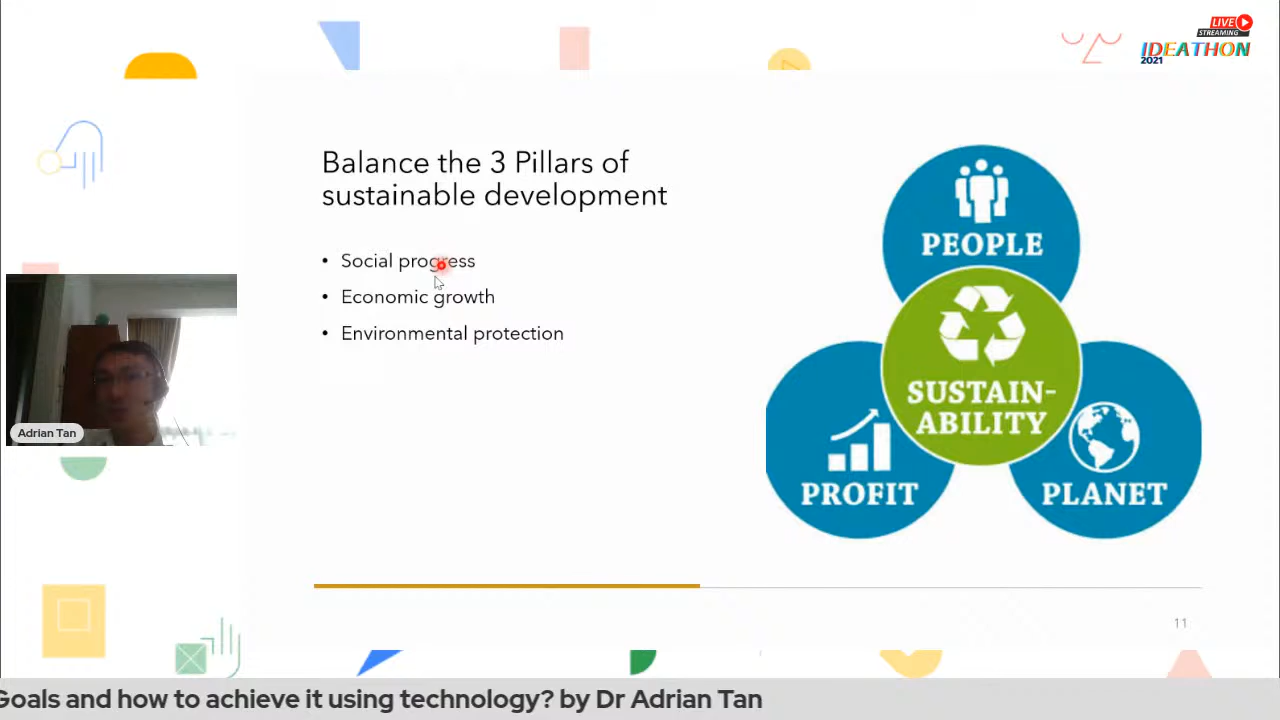 LIVE
STREAMING
IDEATHON
2021
Balance the 3 Pillars of
sustainable development
• Social progress
• Economic growth
• Environmental protection
PEOPLE
SUSTAIN-
ABILITY
PROFIT
PLANET
Adrian Tan
11
Goals and how to achieve it using technology? by Dr Adrian Tan